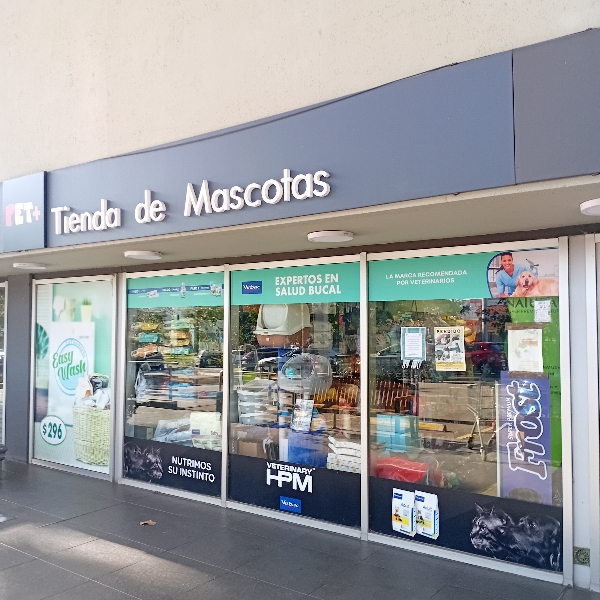 PET+
Tienda de Mascotas
Easy
Wash
$296
Virbac
EXPERTOS EN
SALUD BUCAL
LA MARCA RECOMENDADA
POR VETERINARIOS
PERDIDO
Frost
NUTRIMOS
SU INSTINTO
VETERINARY
HPM
Virbac